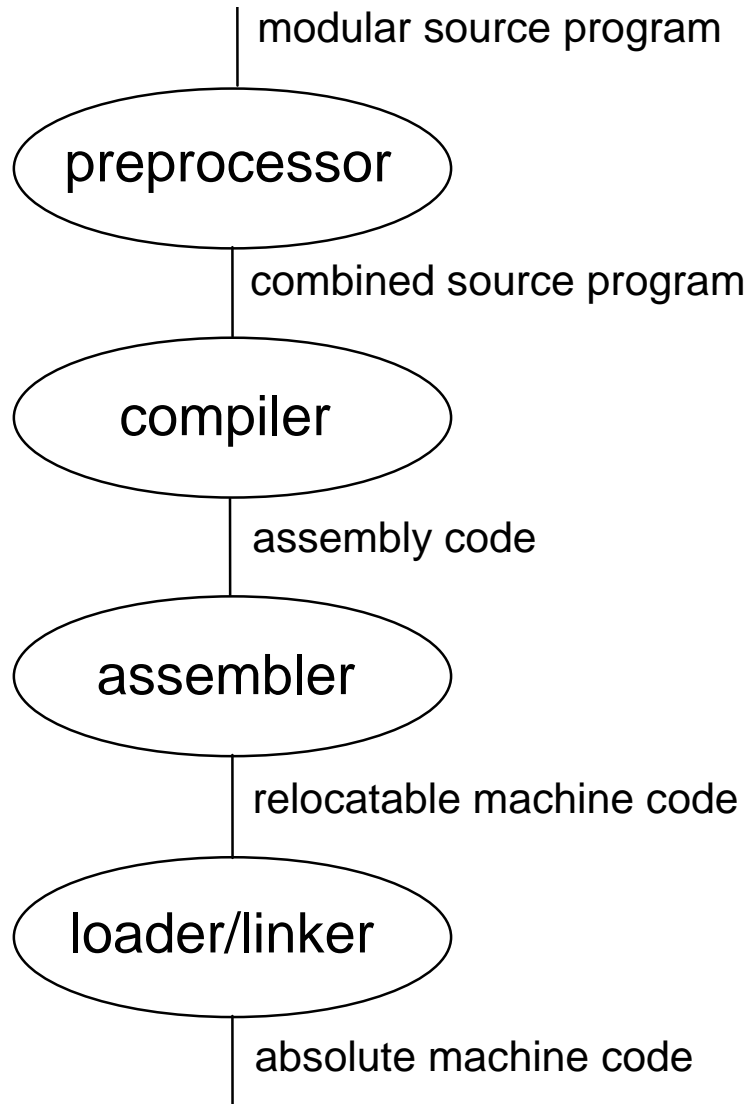 modular source program
preprocessor
combined source program
compiler
assembly code
assembler
relocatable machine code
loader/linker
absolute machine code